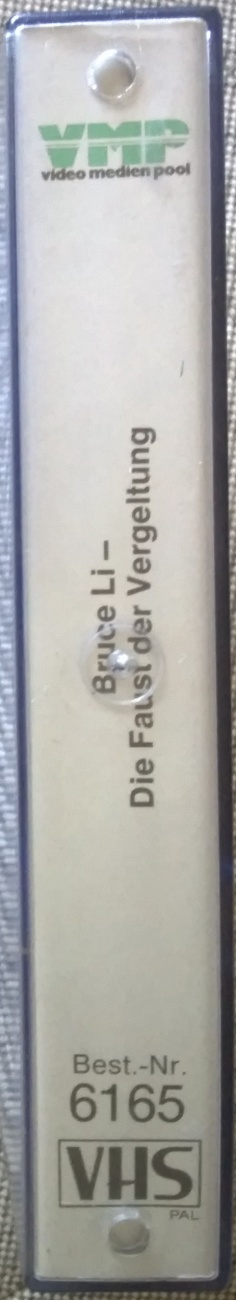 VMP
video medien pool
Bruce Li –
Die Faust der Vergeltung
Best.-Nr.
6165
VHS
PAL